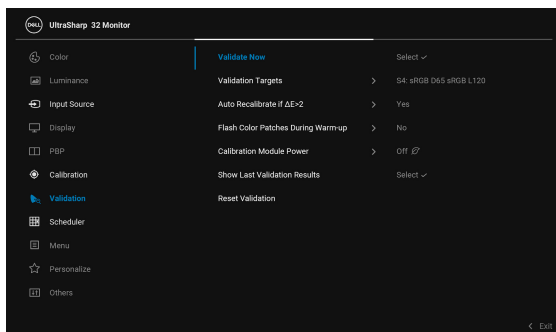 DELL UltraSharp 32 Monitor
Color
Luminance
Input Source
Display
PBP
Calibration
Validation
Scheduler
Menu
Personalize
Others
Validate Now Select
Validation Targets S4: sRGB D65 sRGB L120
Auto Recalibrate if ΔE>2 Yes
Flash Color Patches During Warm-up No
Calibration Module Power Off
Show Last Validation Results Select
Reset Validation
Exit